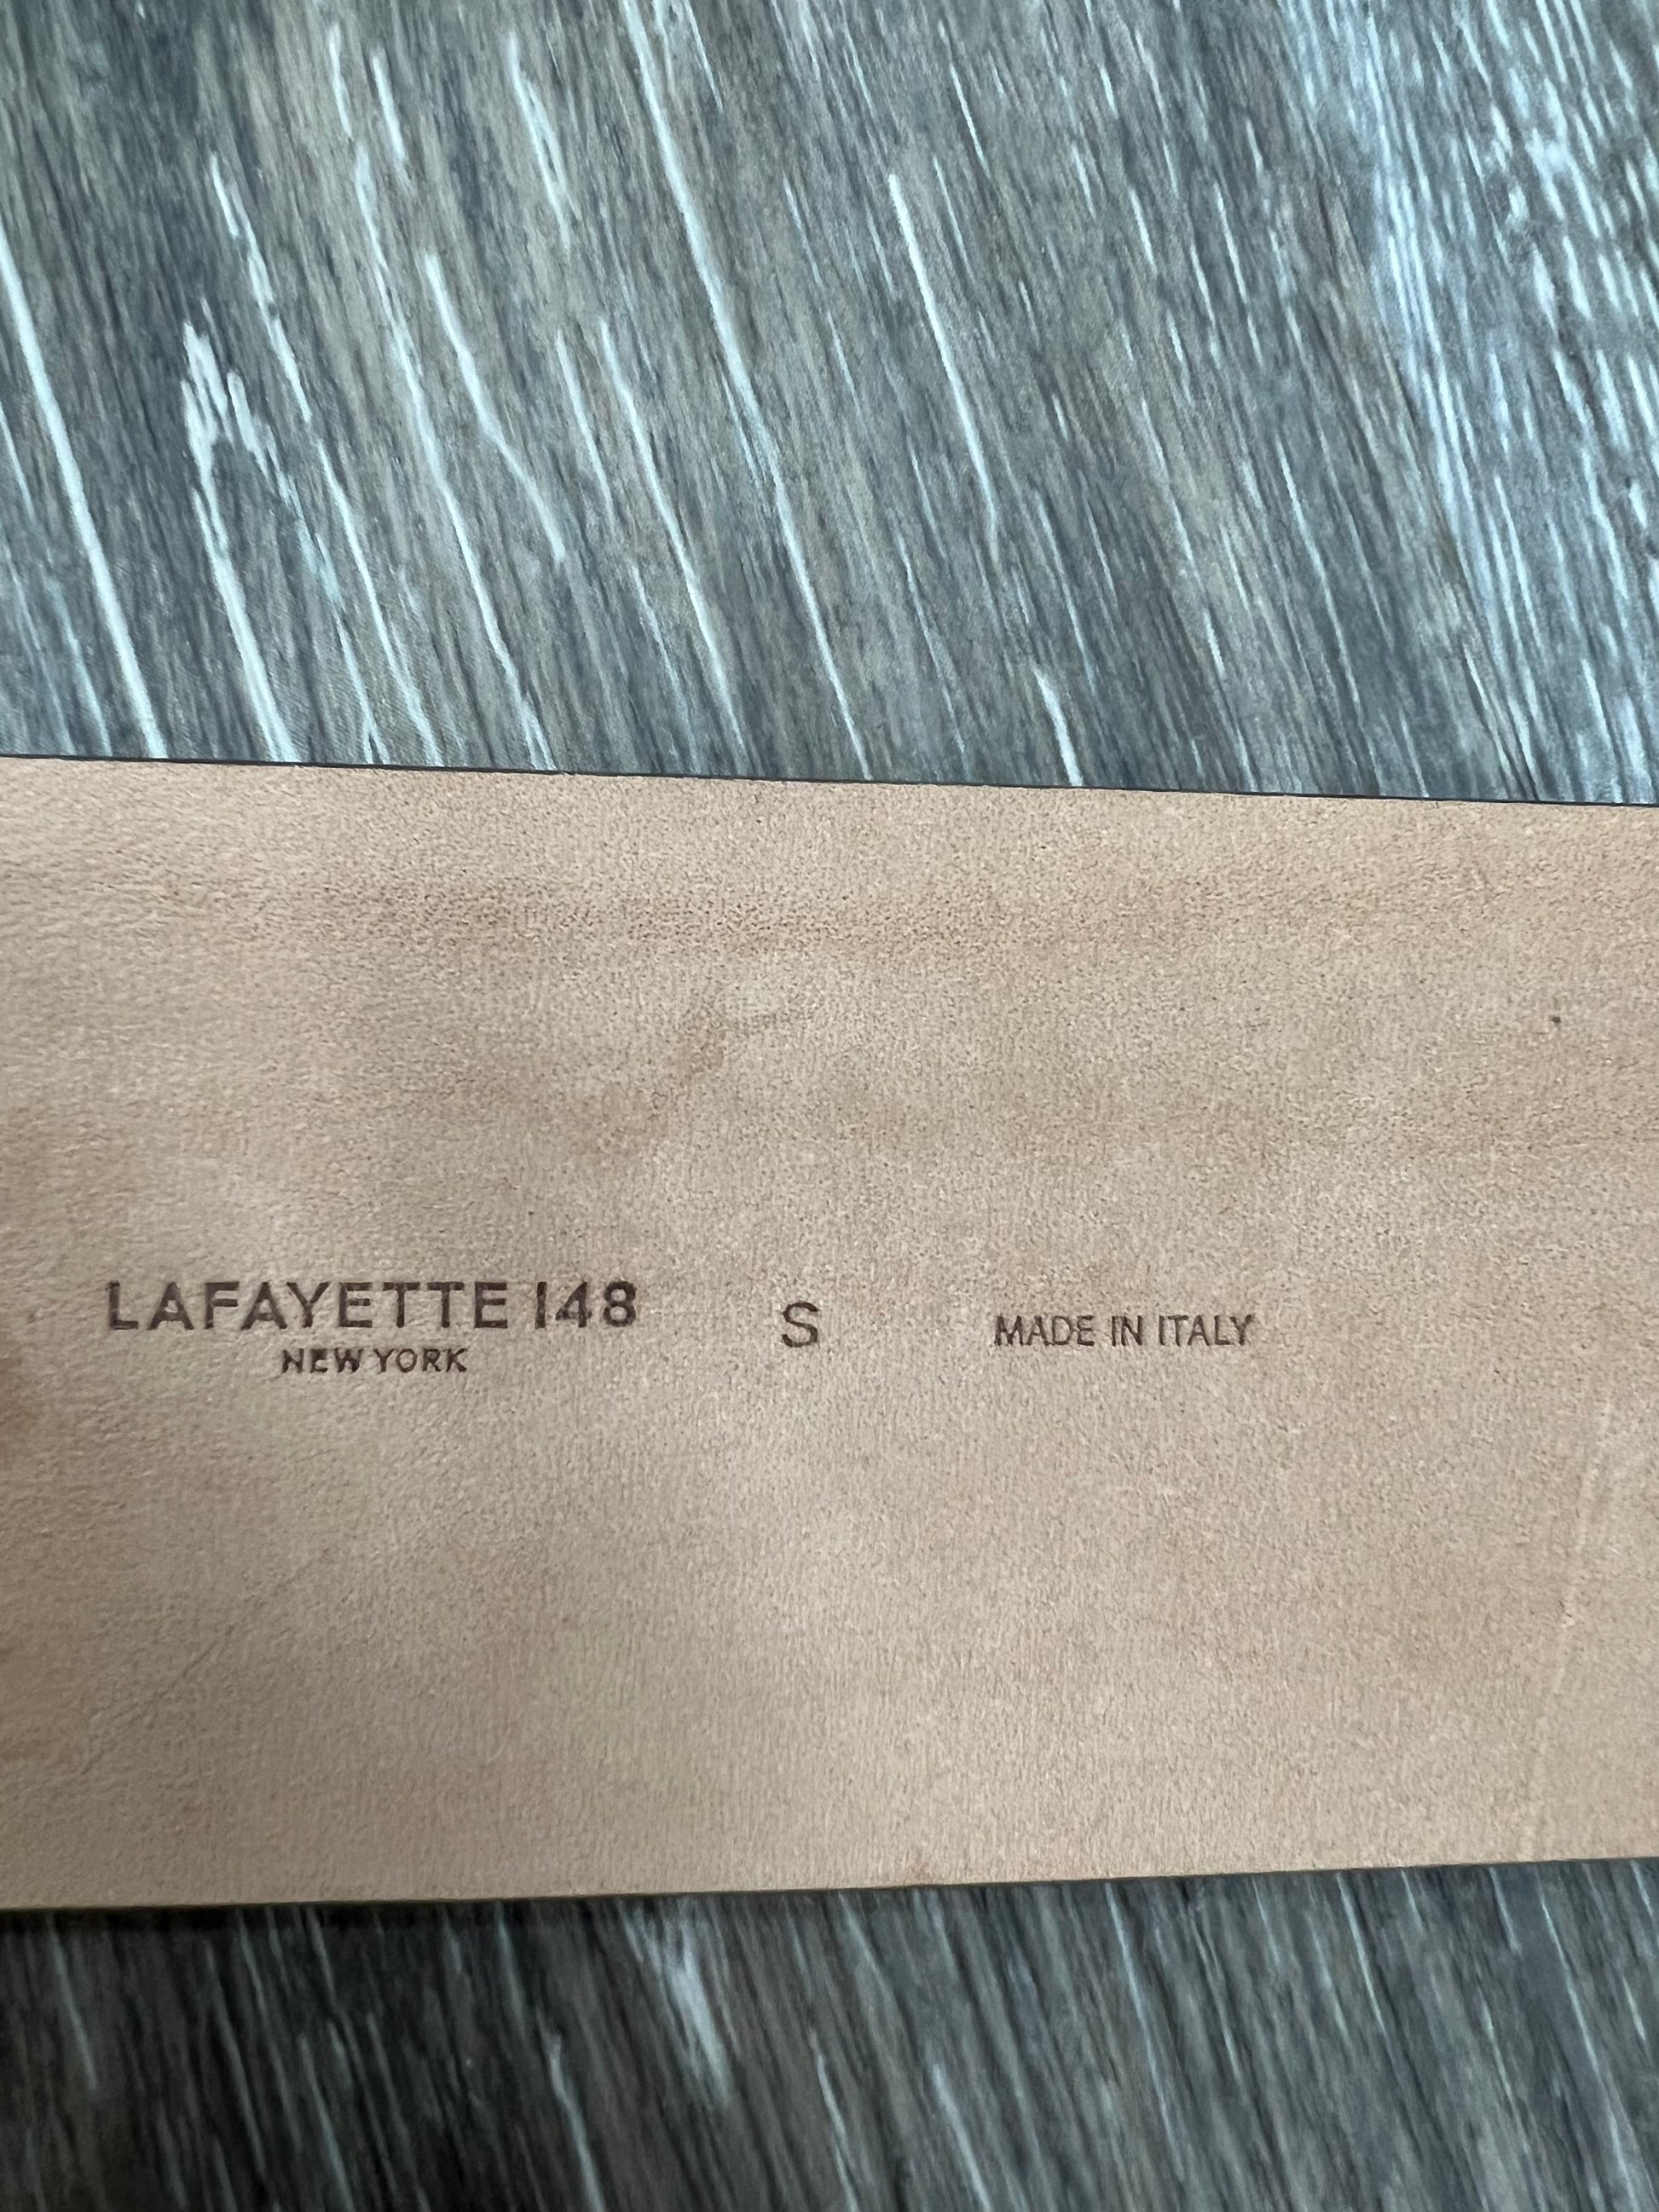 LAFAYETTE 148
NEW YORK
S
MADE IN ITALY